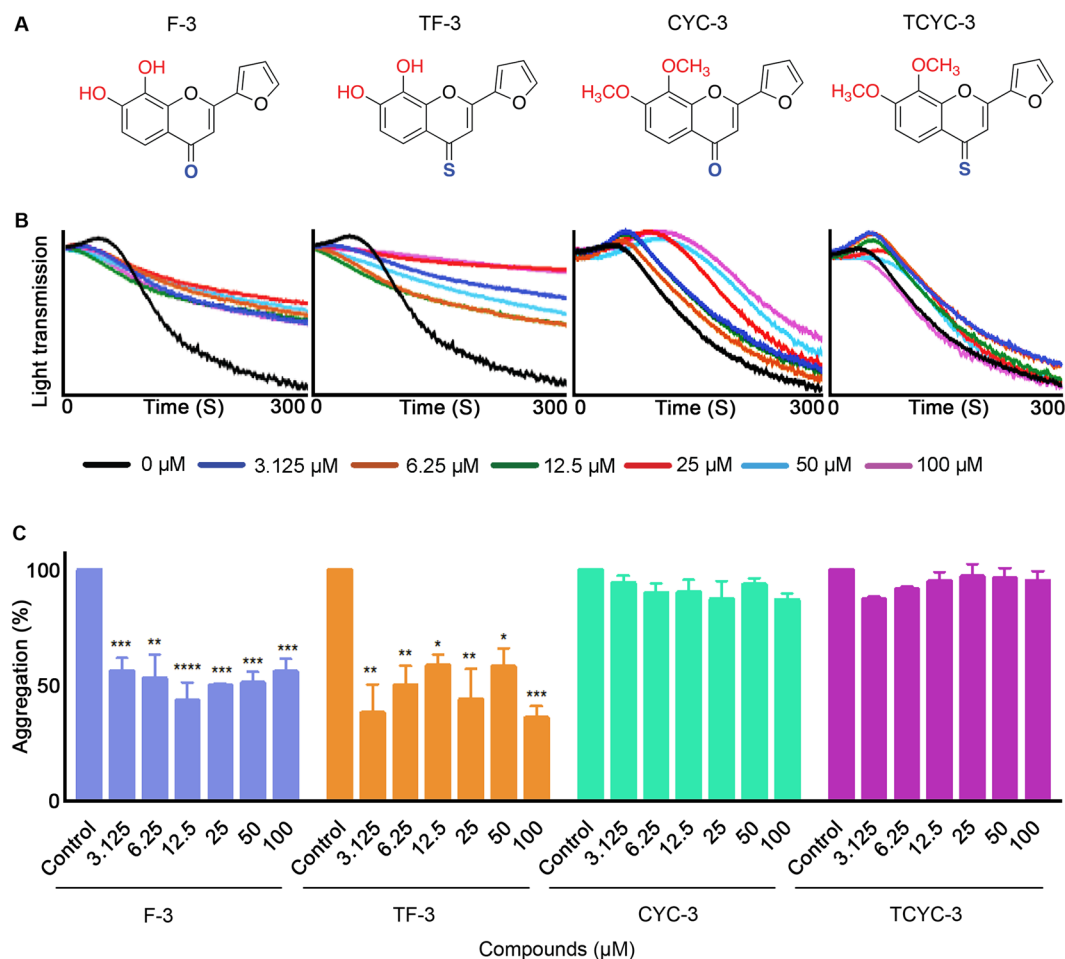 A F-3 TF-3 CYC-3 TCYC-3
OH OH OCH3 OCH3
HO HO H3CO H3CO
O O O O O O O O
O S O S
B
Light transmission
0 Time (S) 300 0 Time (S) 300 0 Time (S) 300 0 Time (S) 300
0 µM 3.125 µM 6.25 µM 12.5 µM 25 µM 50 µM 100 µM
C
Aggregation (%)
100
50
0
*** ** **** *** *** ***
** ** * ** * ***
Control 3.125 6.25 12.5 25 50 100 Control 3.125 6.25 12.5 25 50 100 Control 3.125 6.25 12.5 25 50 100 Control 3.125 6.25 12.5 25 50 100
F-3 TF-3 CYC-3 TCYC-3
Compounds (µM)